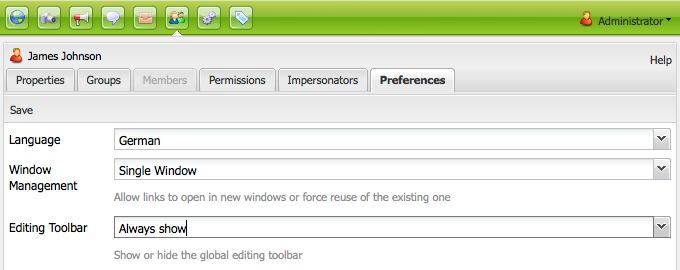 Administrator
James Johnson
Help
Properties Groups Members Permissions Impersonators Preferences
Save
Language German
Window Management Single Window
Allow links to open in new windows or force reuse of the existing one
Editing Toolbar Always show
Show or hide the global editing toolbar